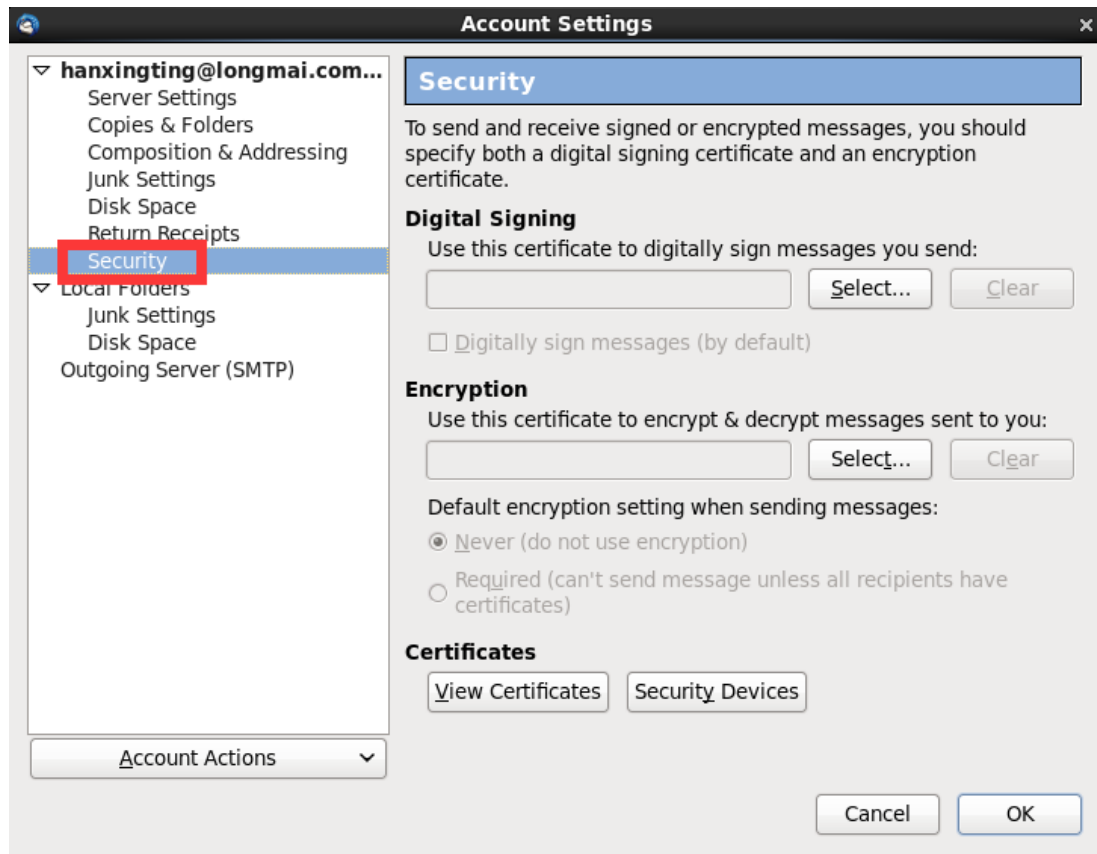 Account Settings
hanxingting@longmai.com...
Server Settings
Copies & Folders
Composition & Addressing
Junk Settings
Disk Space
Return Receipts
Security
Local Folders
Junk Settings
Disk Space
Outgoing Server (SMTP)
Account Actions
Security
To send and receive signed or encrypted messages, you should
specify both a digital signing certificate and an encryption
certificate.
Digital Signing
Use this certificate to digitally sign messages you send:
Select... Clear
Digitally sign messages (by default)
Encryption
Use this certificate to encrypt & decrypt messages sent to you:
Select... Clear
Default encryption setting when sending messages:
Never (do not use encryption)
Required (can't send message unless all recipients have
certificates)
Certificates
View Certificates Security Devices
Cancel OK